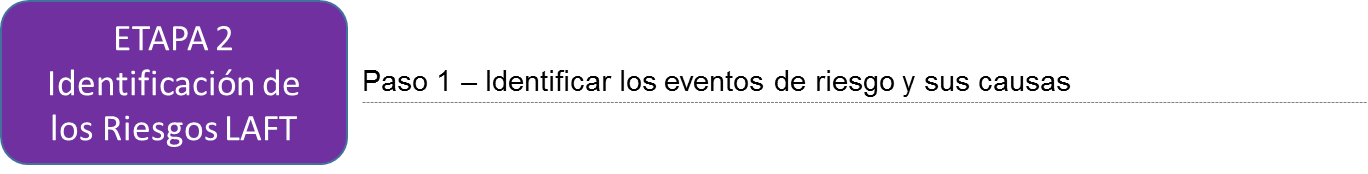 ETAPA 2
Identificación de
los Riesgos LAFT
Paso 1 – Identificar los eventos de riesgo y sus causas